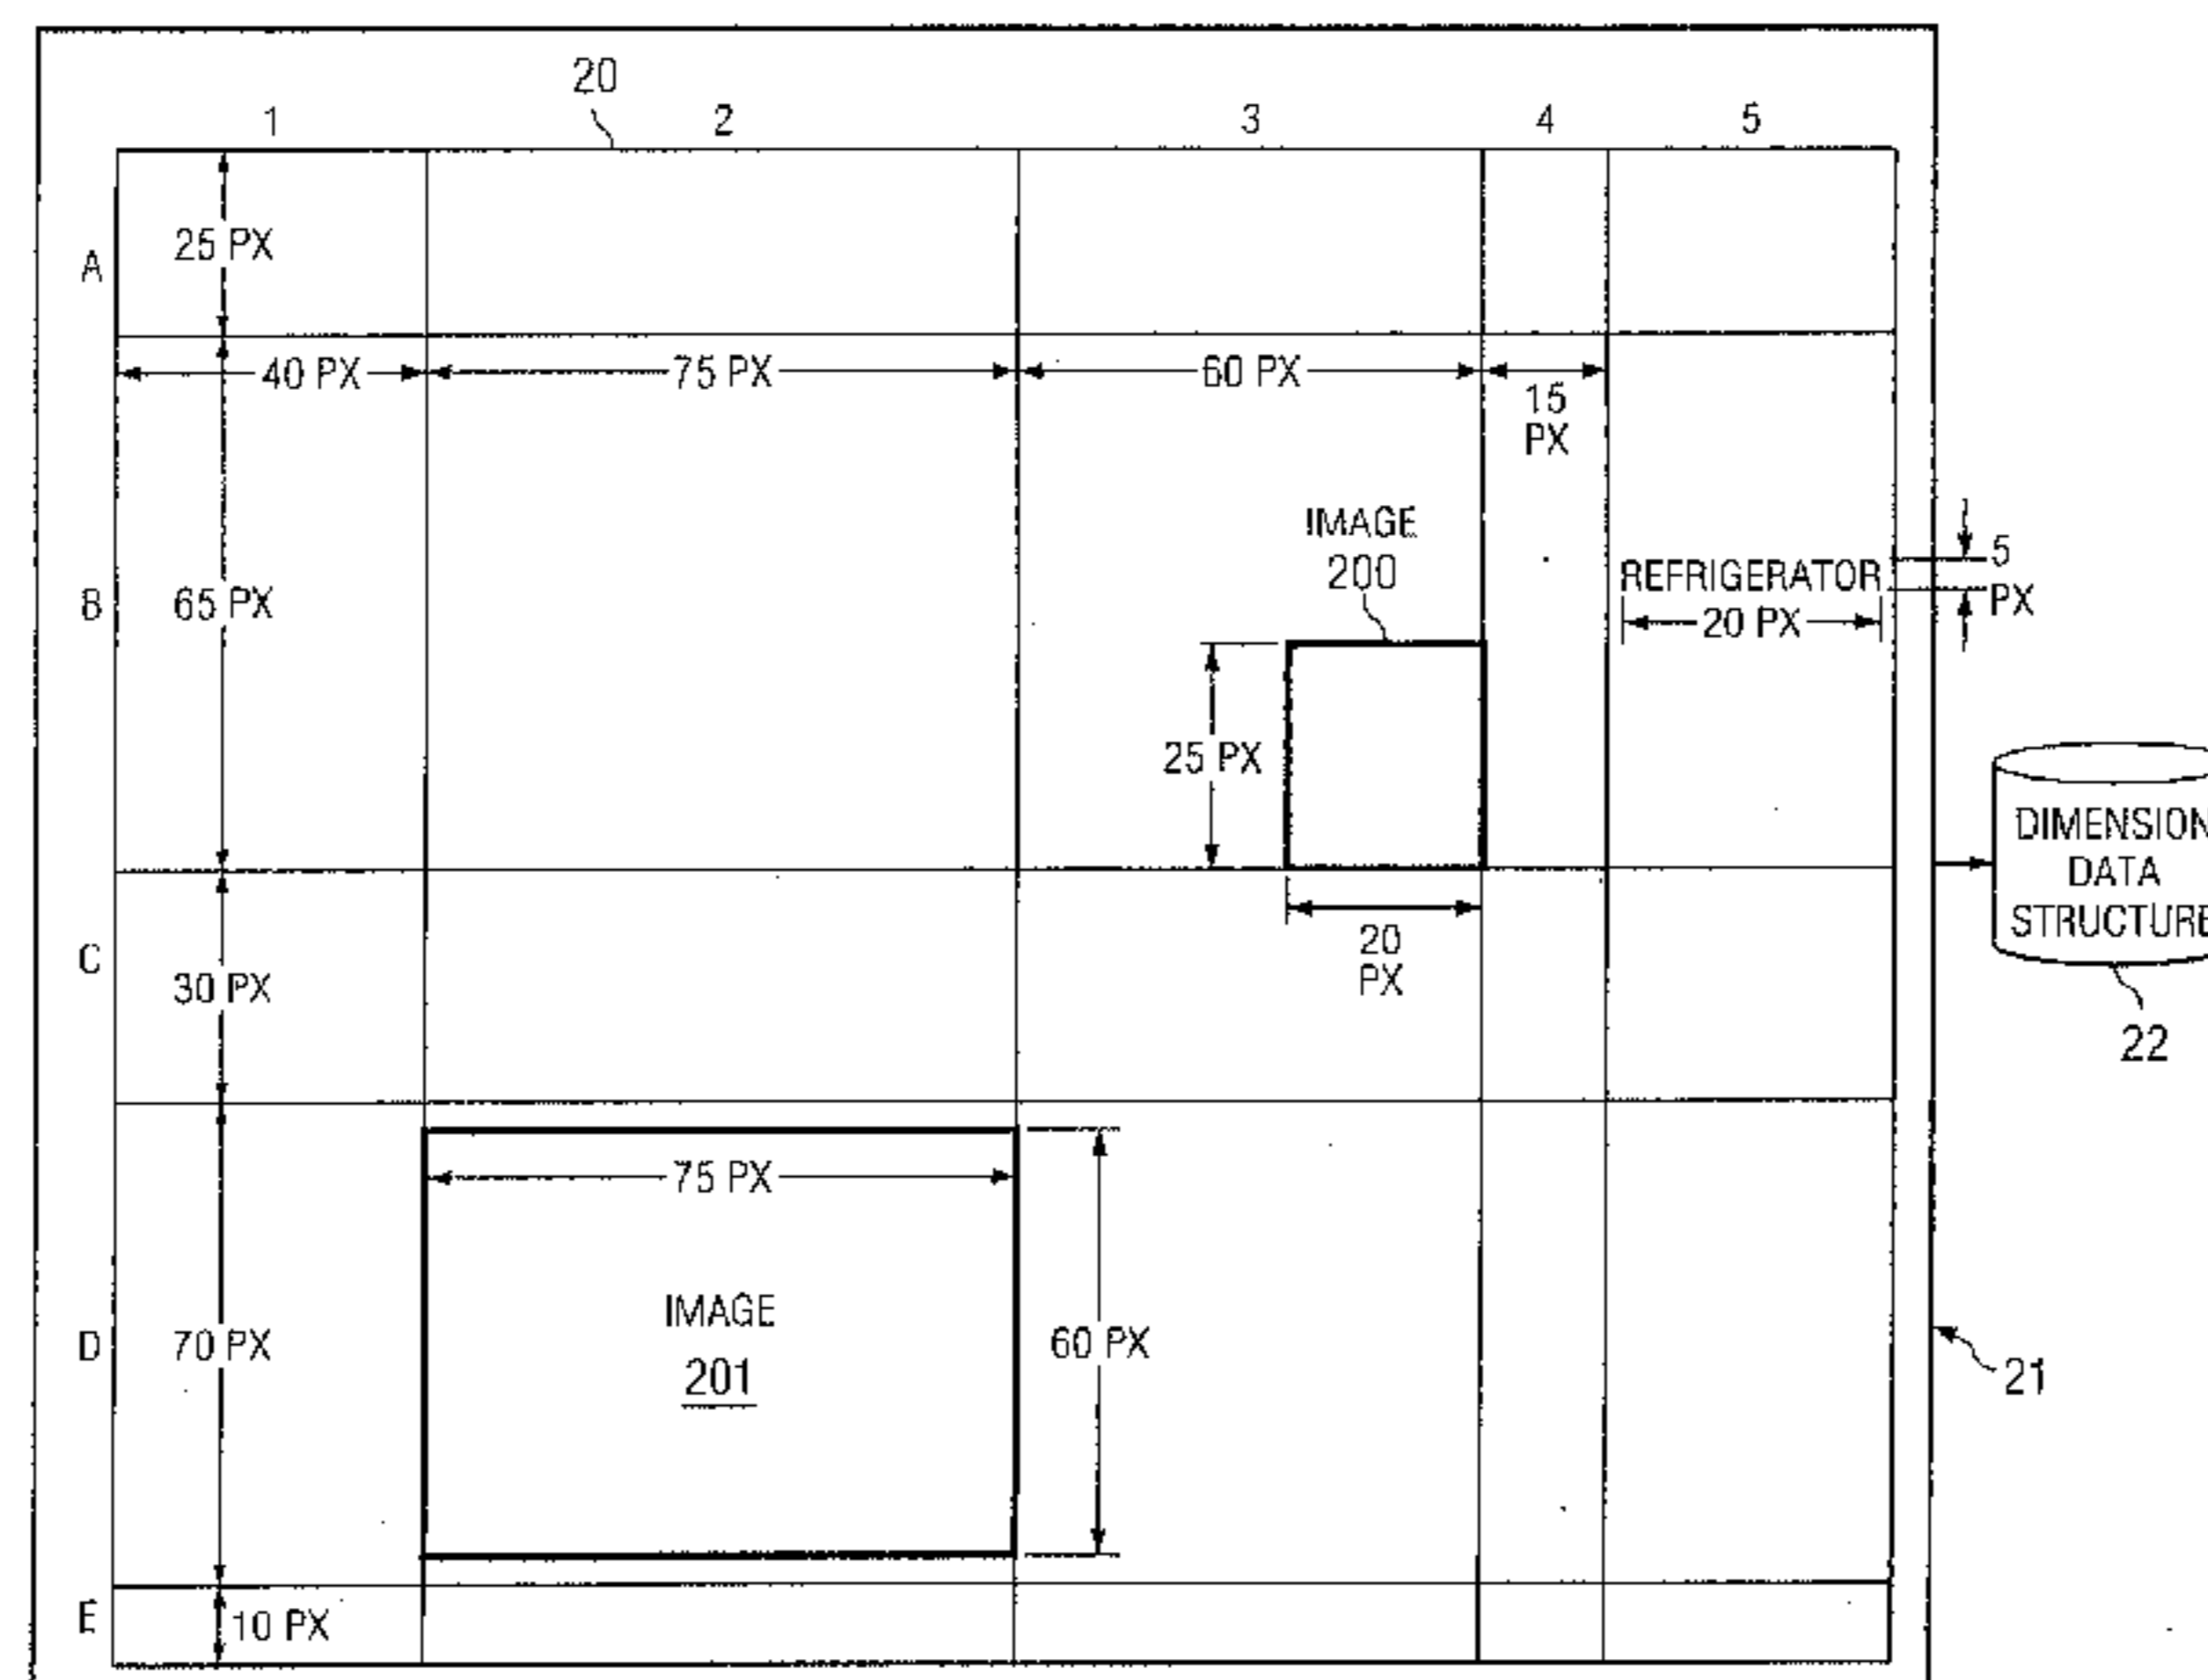 20
1 2 3 4 5
A
25 PX
40 PX
75 PX
60 PX
15
PX
B
65 PX
IMAGE
200
REFRIGERATOR
20 PX
5
PX
25 PX
20
PX
DIMENSION
DATA
STRUCTURE
22
C
30 PX
D
70 PX
75 PX
IMAGE
201
60 PX
21
E
10 PX